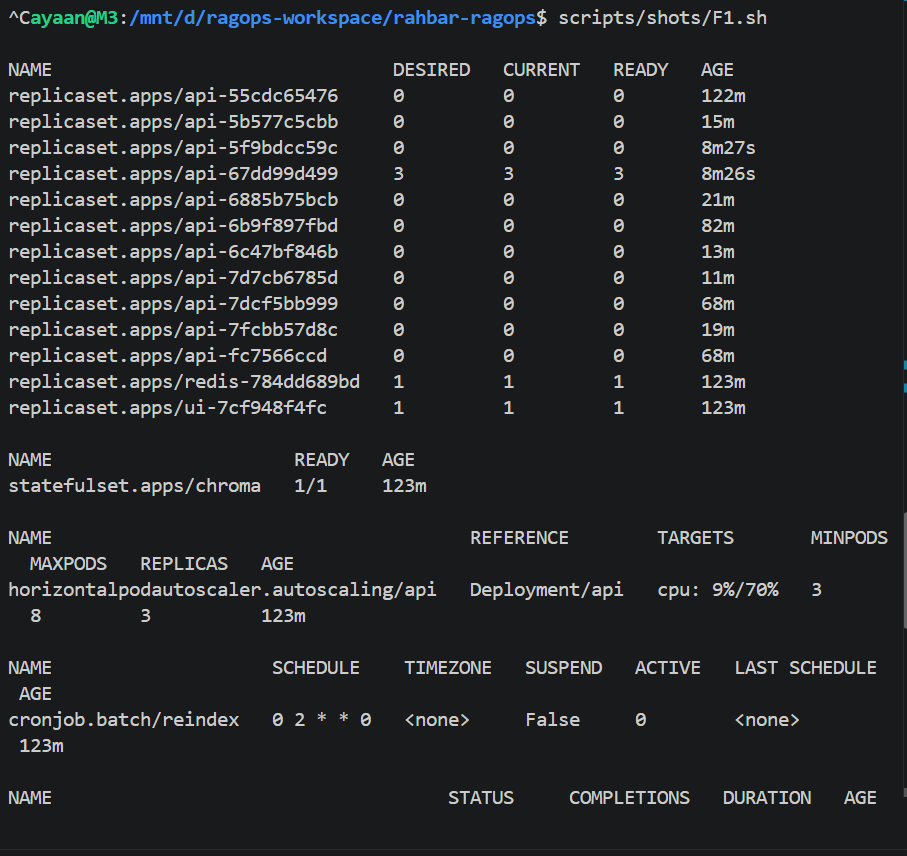 ^Cayaan@M3:/mnt/d/ragops-workspace/rahbar-ragops$ scripts/shots/F1.sh
NAME DESIRED CURRENT READY AGE
replicaset.apps/api-55cdc65476 0 0 0 122m
replicaset.apps/api-5b577c5cbb 0 0 0 15m
replicaset.apps/api-5f9bdcc59c 0 0 0 8m27s
replicaset.apps/api-67dd99d499 3 3 3 8m26s
replicaset.apps/api-6885b75bcb 0 0 0 21m
replicaset.apps/api-6b9f897fbd 0 0 0 82m
replicaset.apps/api-6c47bf846b 0 0 0 13m
replicaset.apps/api-7d7cb6785d 0 0 0 11m
replicaset.apps/api-7dcf5bb999 0 0 0 68m
replicaset.apps/api-7fcbb57d8c 0 0 0 19m
replicaset.apps/api-fc7566ccd 0 0 0 68m
replicaset.apps/redis-784dd689bd 1 1 1 123m
replicaset.apps/ui-7cf948f4fc 1 1 1 123m
NAME READY AGE
statefulset.apps/chroma 1/1 123m
NAME REFERENCE TARGETS MINPODS
MAXPODS REPLICAS AGE
horizontalpodautoscaler.autoscaling/api Deployment/api cpu: 9%/70% 3
8 3 123m
NAME SCHEDULE TIMEZONE SUSPEND ACTIVE LAST SCHEDULE
AGE
cronjob.batch/reindex 0 2 * * 0 <none> False 0 <none>
123m
NAME STATUS COMPLETIONS DURATION AGE